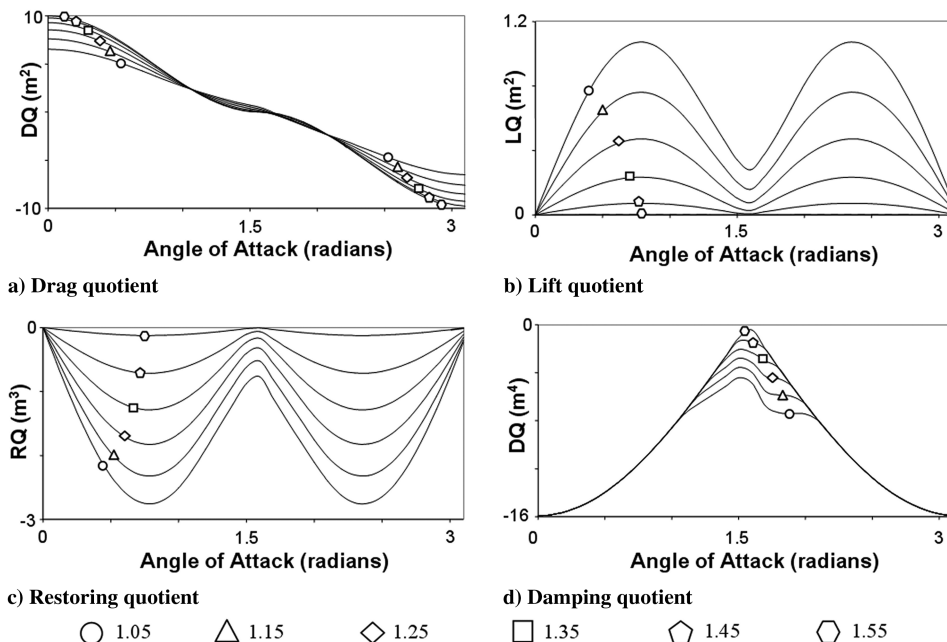 10
DQ (m²)
-10
0 1.5 3
Angle of Attack (radians)
a) Drag quotient
1.2
LQ (m²)
0
0 1.5 3
Angle of Attack (radians)
b) Lift quotient
0
RQ (m³)
-3
0 1.5 3
Angle of Attack (radians)
c) Restoring quotient
0
DQ (m⁴)
-16
0 1.5 3
Angle of Attack (radians)
d) Damping quotient
1.05 1.15 1.25 1.35 1.45 1.55